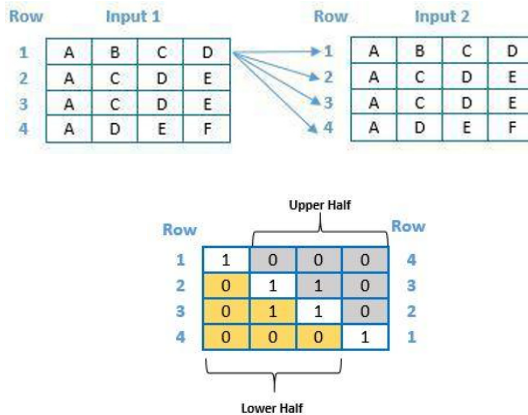 Row Input 1 Row Input 2
1 A B C D 1 A B C D
2 A C D E 2 A C D E
3 A C D E 3 A C D E
4 A D E F 4 A D E F
Upper Half
Row Row
1 1 0 0 0 4
2 0 1 1 0 3
3 0 1 1 0 2
4 0 0 0 1 1
Lower Half